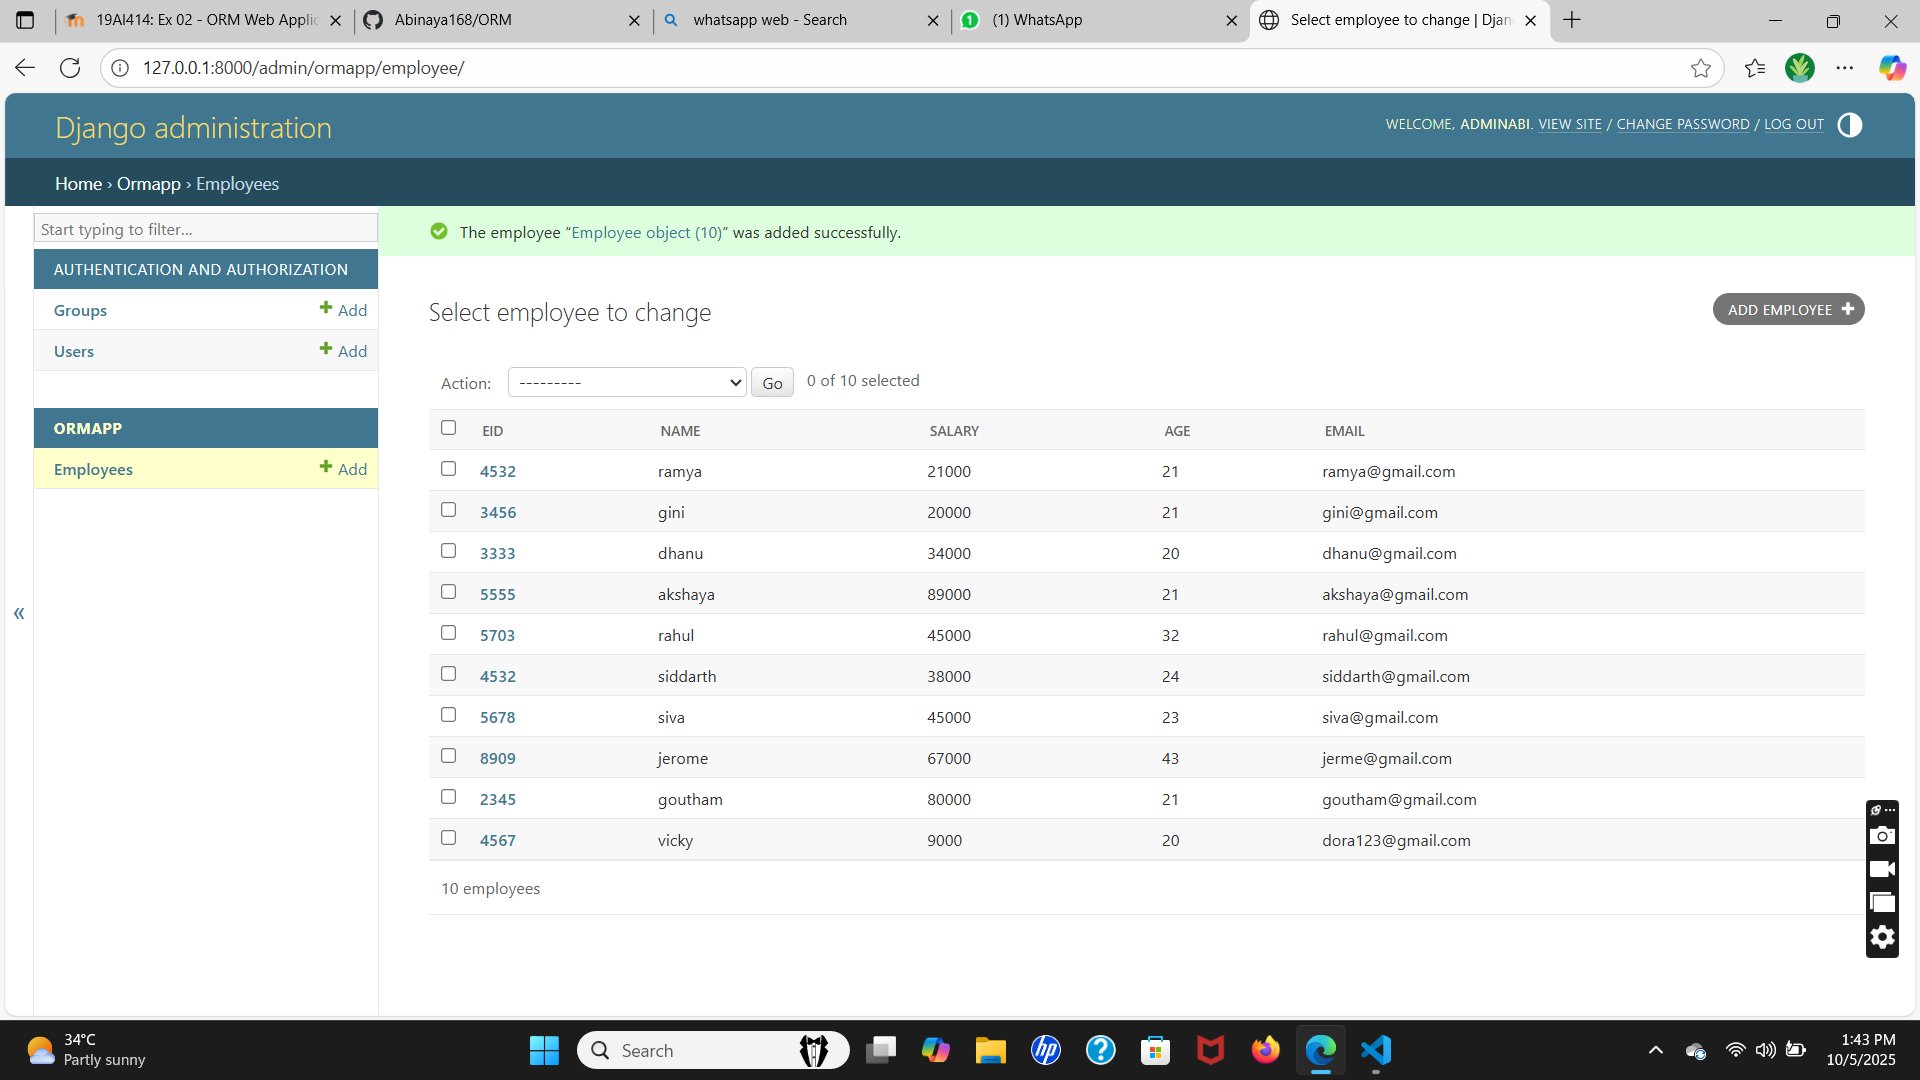 19AI414: Ex 02 - ORM Web Applic
Abinaya168/ORM
whatsapp web - Search
(1) WhatsApp
Select employee to change | Djan
127.0.0.1:8000/admin/ormapp/employee/
Django administration
WELCOME, ADMINABI. VIEW SITE / CHANGE PASSWORD / LOG OUT
Home › Ormapp › Employees
Start typing to filter...
The employee “Employee object (10)” was added successfully.
AUTHENTICATION AND AUTHORIZATION
Groups Add
Users Add
ORMAPP
Employees Add
«
Select employee to change
ADD EMPLOYEE
Action: --------- Go 0 of 10 selected
EID NAME SALARY AGE EMAIL
4532 ramya 21000 21 ramya@gmail.com
3456 gini 20000 21 gini@gmail.com
3333 dhanu 34000 20 dhanu@gmail.com
5555 akshaya 89000 21 akshaya@gmail.com
5703 rahul 45000 32 rahul@gmail.com
4532 siddarth 38000 24 siddarth@gmail.com
5678 siva 45000 23 siva@gmail.com
8909 jerome 67000 43 jerme@gmail.com
2345 goutham 80000 21 goutham@gmail.com
4567 vicky 9000 20 dora123@gmail.com
10 employees
34°C
Partly sunny
Search
hp
1:43 PM
10/5/2025